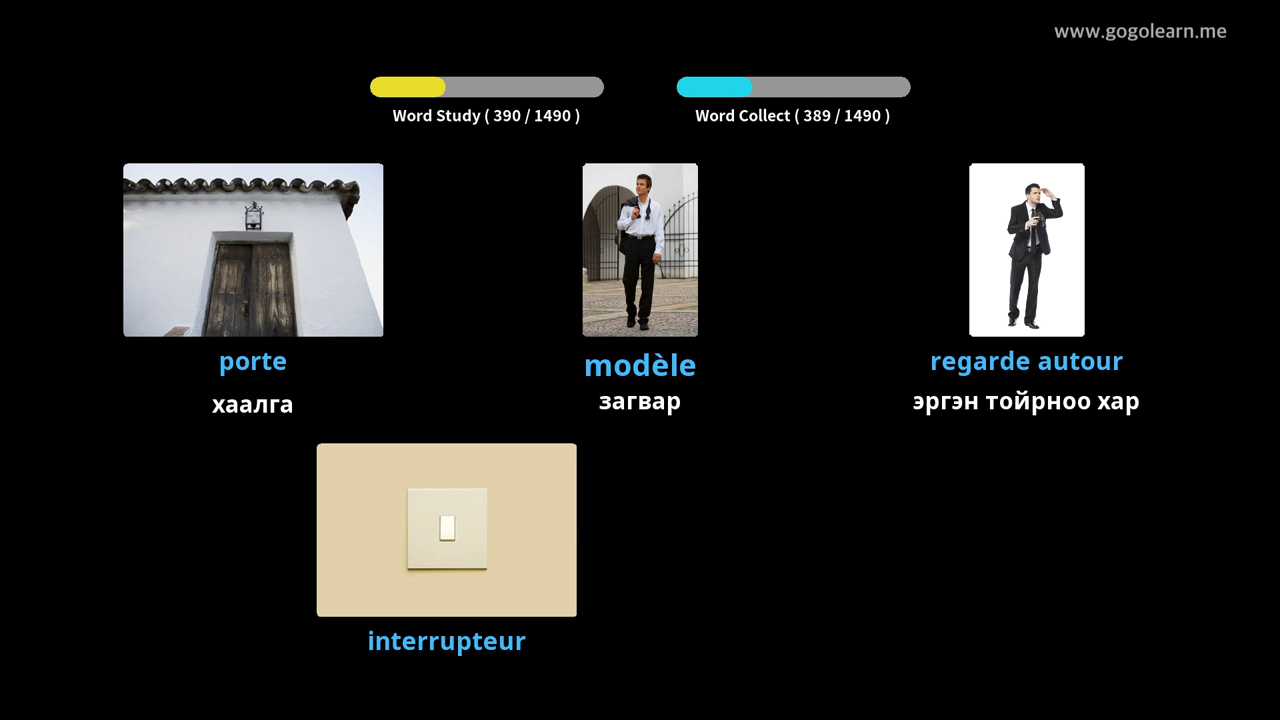 www.gogolearn.me
Word Study ( 390 / 1490 )
Word Collect ( 389 / 1490 )
porte
modèle
regarde autour
хаалга
загвар
эргэн тойрноо хар
interrupteur